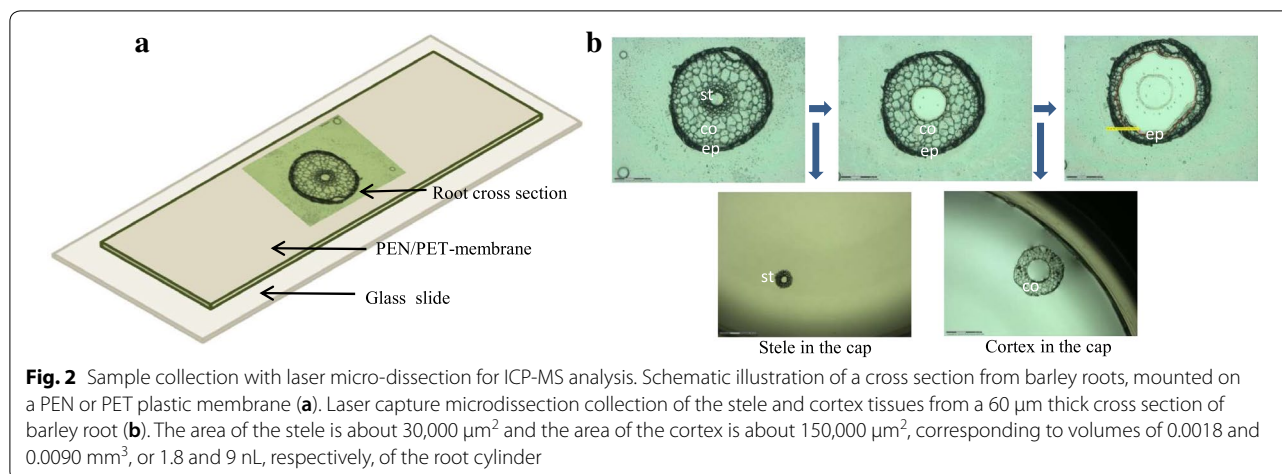 a
b
Root cross section
PEN/PET-membrane
Glass slide
st
co
ep
co
ep
ep
st
co
Stele in the cap
Cortex in the cap
Fig. 2 Sample collection with laser micro-dissection for ICP-MS analysis. Schematic illustration of a cross section from barley roots, mounted on
a PEN or PET plastic membrane (a). Laser capture microdissection collection of the stele and cortex tissues from a 60 μm thick cross section of
barley root (b). The area of the stele is about 30,000 μm² and the area of the cortex is about 150,000 μm², corresponding to volumes of 0.0018 and
0.0090 mm³, or 1.8 and 9 nL, respectively, of the root cylinder